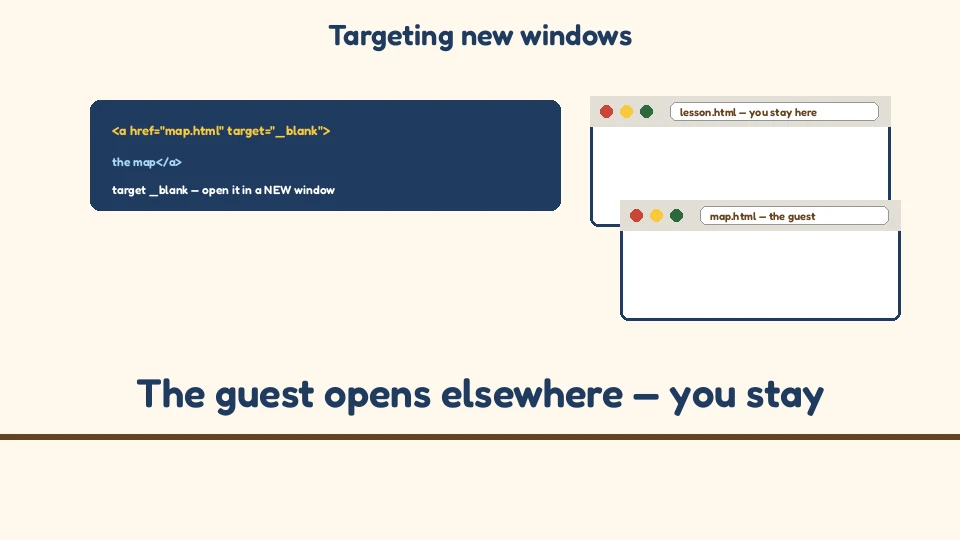 Targeting new windows
<a href="map.html" target="_blank">
the map</a>
target _blank — open it in a NEW window
lesson.html — you stay here
map.html — the guest
The guest opens elsewhere — you stay